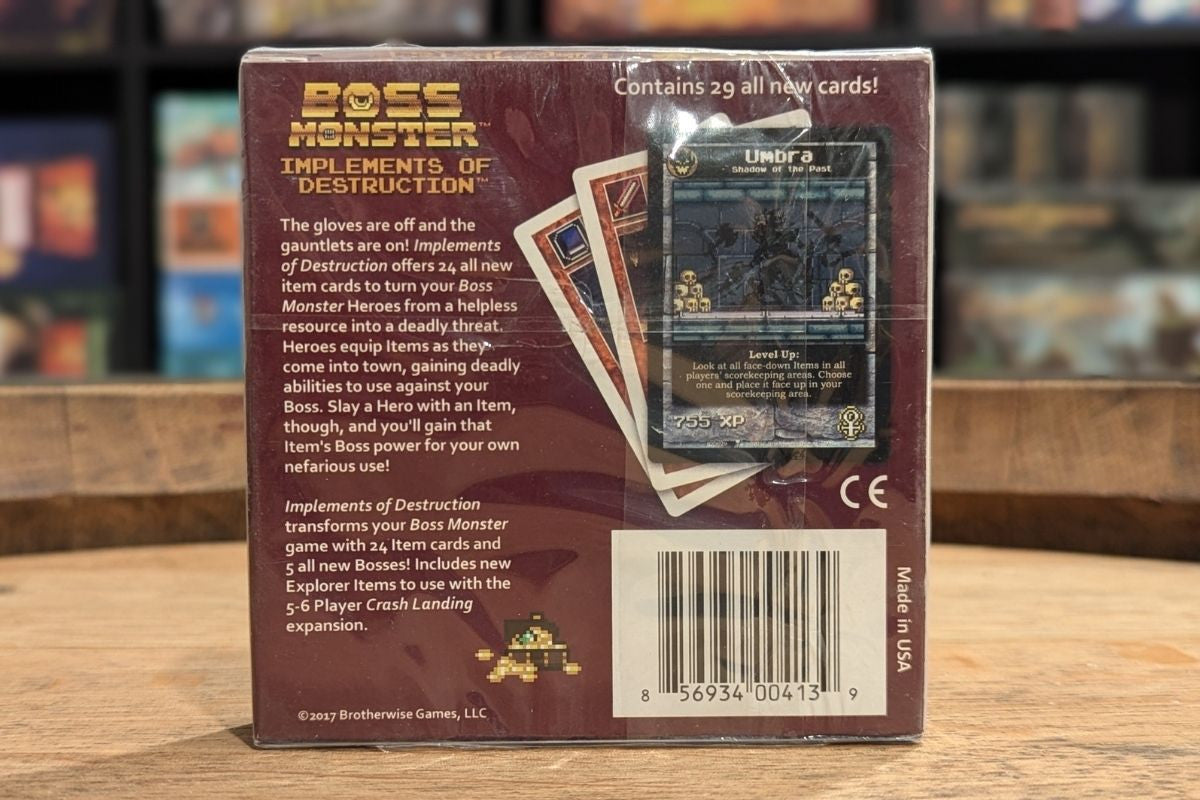 BOSS
MONSTER™
IMPLEMENTS OF
DESTRUCTION™
The gloves are off and the
gauntlets are on! Implements
of Destruction offers 24 all new
item cards to turn your Boss
Monster Heroes from a helpless
resource into a deadly threat.
Heroes equip Items as they
come into town, gaining deadly
abilities to use against your
Boss. Slay a Hero with an Item,
though, and you'll gain that
Item's Boss power for your own
nefarious use!
Implements of Destruction
transforms your Boss Monster
game with 24 Item cards and
5 all new Bosses! Includes new
Explorer Items to use with the
5-6 Player Crash Landing
expansion.
©2017 Brotherwise Games, LLC
Contains 29 all new cards!
Umbra
Shadow of the Past
Level Up:
Look at all face-down Items in all
players' scorekeeping areas. Choose
one and place it face up in your
scorekeeping area.
755 XP
CE
8 56934 00413 9
Made in USA